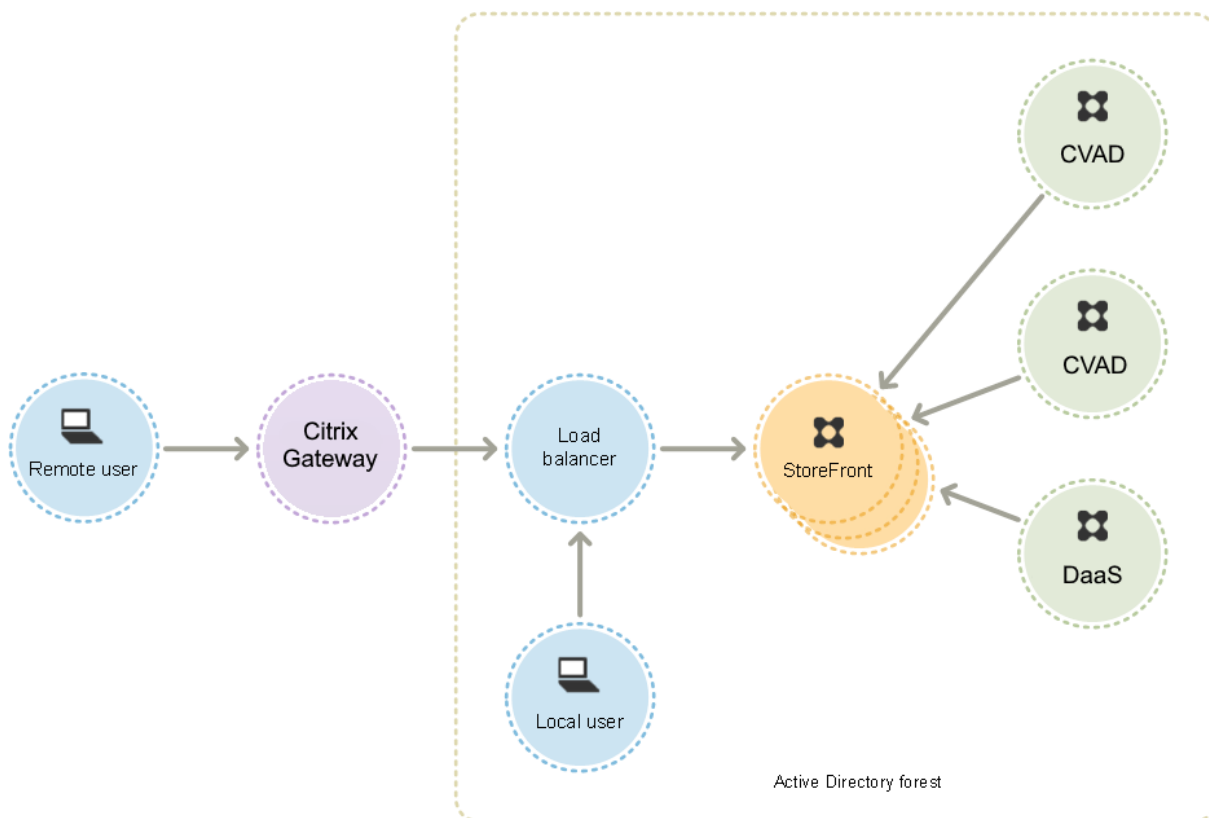 CVAD
CVAD
Remote user
Citrix
Gateway
Load
balancer
StoreFront
DaaS
Local user
Active Directory forest